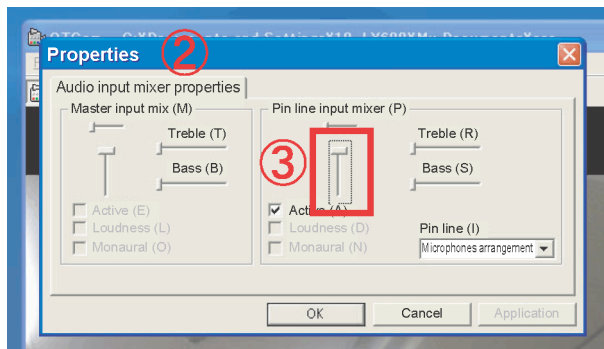 Properties
②
Audio input mixer properties
Master input mix (M)
Treble (T)
Bass (B)
Active (E)
Loudness (L)
Monaural (O)
Pin line input mixer (P)
③
Treble (R)
Bass (S)
Active (A)
Loudness (D)
Monaural (N)
Pin line (I)
Microphones arrangement
OK
Cancel
Application